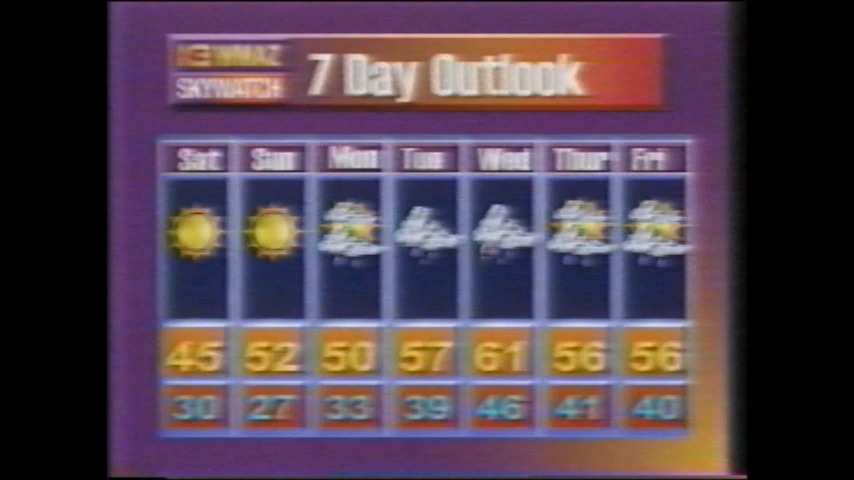 13 WMAZ
SKYWATCH
7 Day Outlook
Sat Sun Mon Tue Wed Thur Fri
45 52 50 57 61 56 56
30 27 33 39 46 41 40